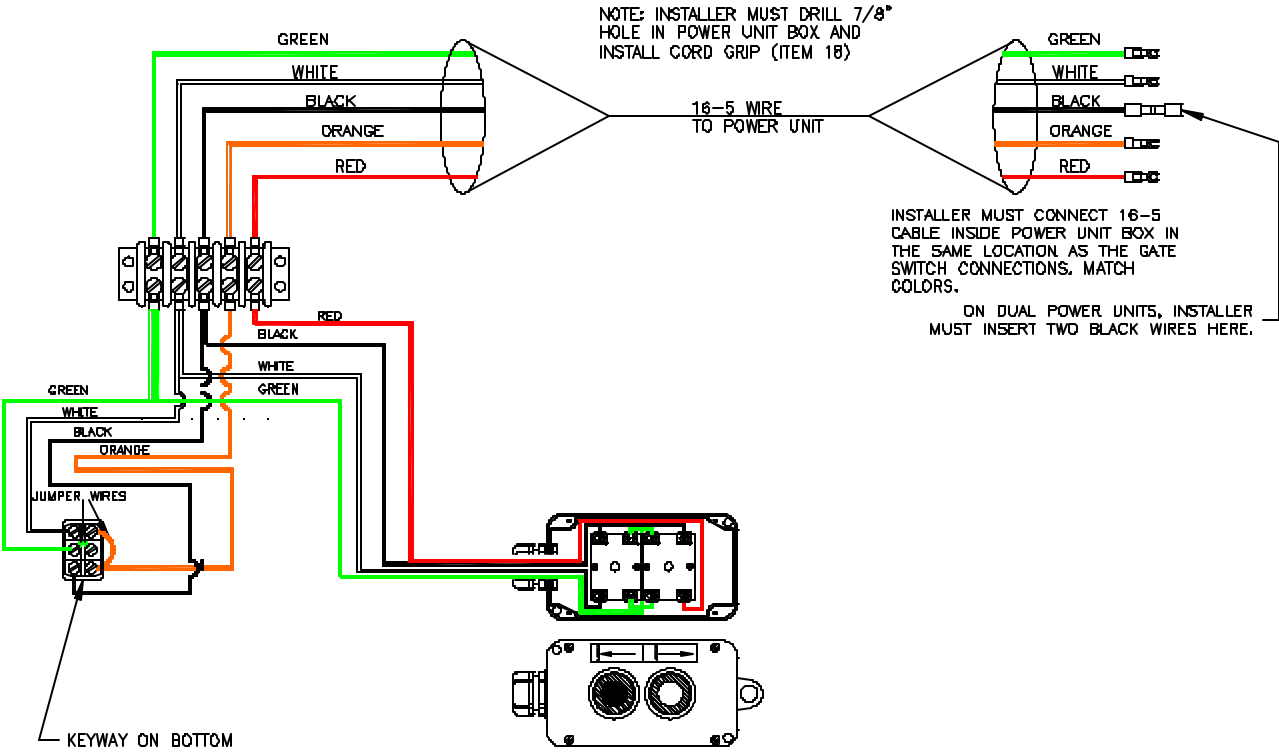 NOTE: INSTALLER MUST DRILL 7/8"
HOLE IN POWER UNIT BOX AND
INSTALL CORD GRIP (ITEM 18)
GREEN
WHITE
BLACK
ORANGE
RED
16-5 WIRE
TO POWER UNIT
GREEN
WHITE
BLACK
ORANGE
RED
INSTALLER MUST CONNECT 16-5
CABLE INSIDE POWER UNIT BOX IN
THE SAME LOCATION AS THE GATE
SWITCH CONNECTIONS. MATCH
COLORS.
ON DUAL POWER UNITS, INSTALLER
MUST INSERT TWO BLACK WIRES HERE.
RED
BLACK
WHITE
GREEN
GREEN
WHITE
BLACK
ORANGE
JUMPER WIRES
KEYWAY ON BOTTOM